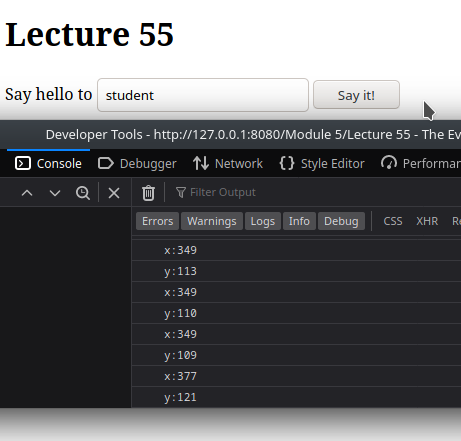 Lecture 55
Say hello to student Say it!
Developer Tools - http://127.0.0.1:8080/Module 5/Lecture 55 - The Ev
Console Debugger Network Style Editor Performan
Filter Output
Errors Warnings Logs Info Debug CSS XHR Re
x:349
y:113
x:349
y:110
x:349
y:109
x:377
y:121